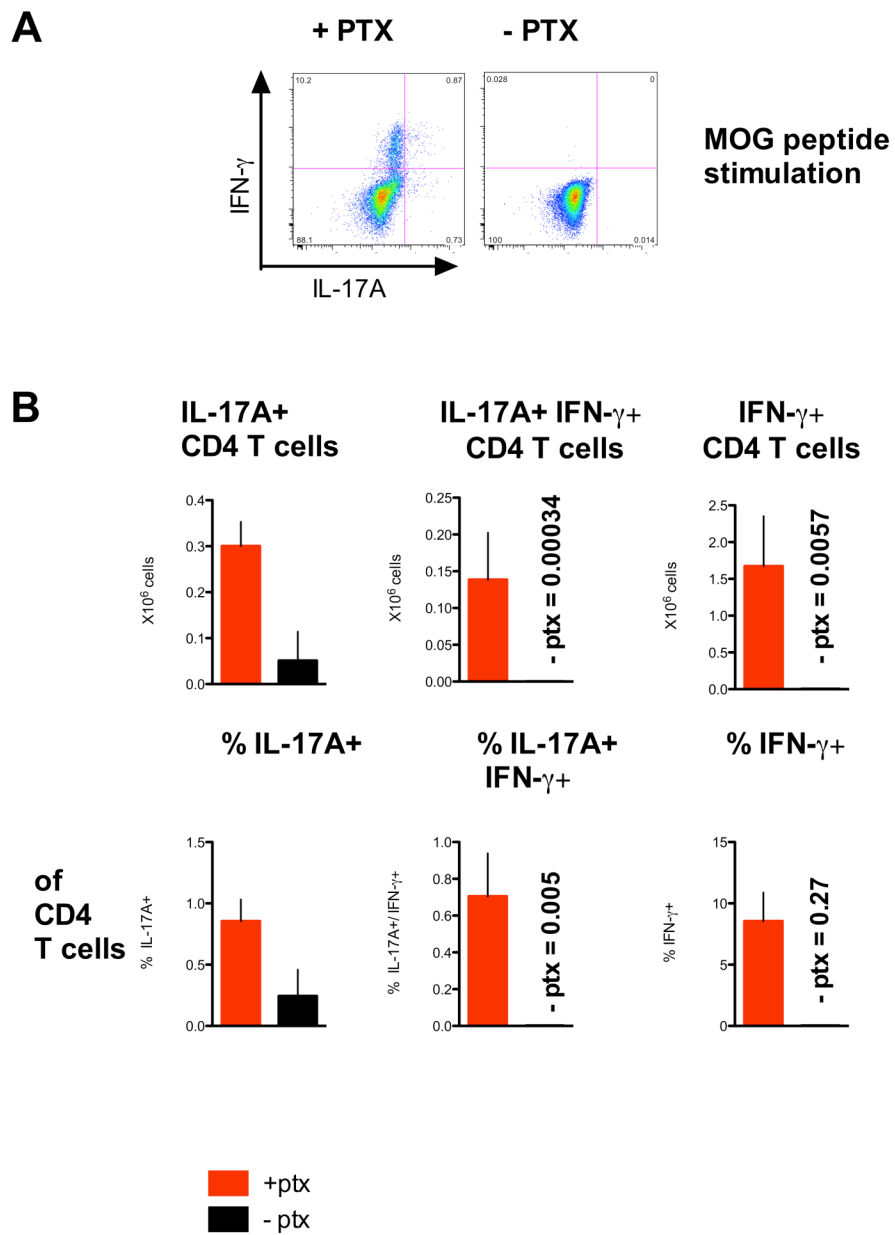 A
+ PTX
- PTX
10.2
0.87
0.028
0
IFN-γ
88.1
0.73
100
0.014
IL-17A
MOG peptide
stimulation
B
IL-17A+
CD4 T cells
IL-17A+ IFN-γ+
CD4 T cells
IFN-γ+
CD4 T cells
X10⁶ cells
0.4
0.3
0.2
0.1
0.0
X10⁶ cells
0.25
0.20
0.15
0.10
0.05
0.00
- ptx = 0.00034
X10⁶ cells
2.5
2.0
1.5
1.0
0.5
0.0
- ptx = 0.0057
% IL-17A+
% IL-17A+
IFN-γ+
% IFN-γ+
of
CD4
T cells
% IL-17A+
1.5
1.0
0.5
0.0
% IL-17A+/ IFN-γ+
1.0
0.8
0.6
0.4
0.2
0.0
- ptx = 0.005
% IFN-γ+
15
10
5
0
- ptx = 0.27
+ptx
- ptx